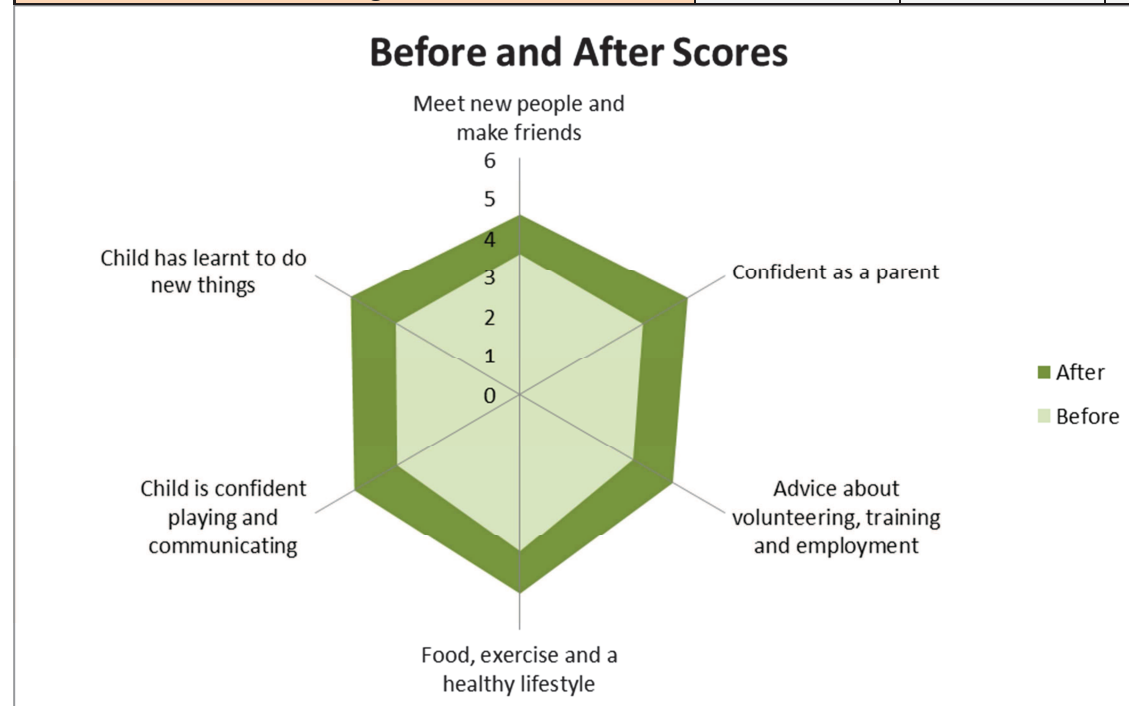 Before and After Scores
Meet new people and
make friends
6
5
4
3
2
1
0
Child has learnt to do
new things
Confident as a parent
After
Before
Child is confident
playing and
communicating
Advice about
volunteering, training
and employment
Food, exercise and a
healthy lifestyle